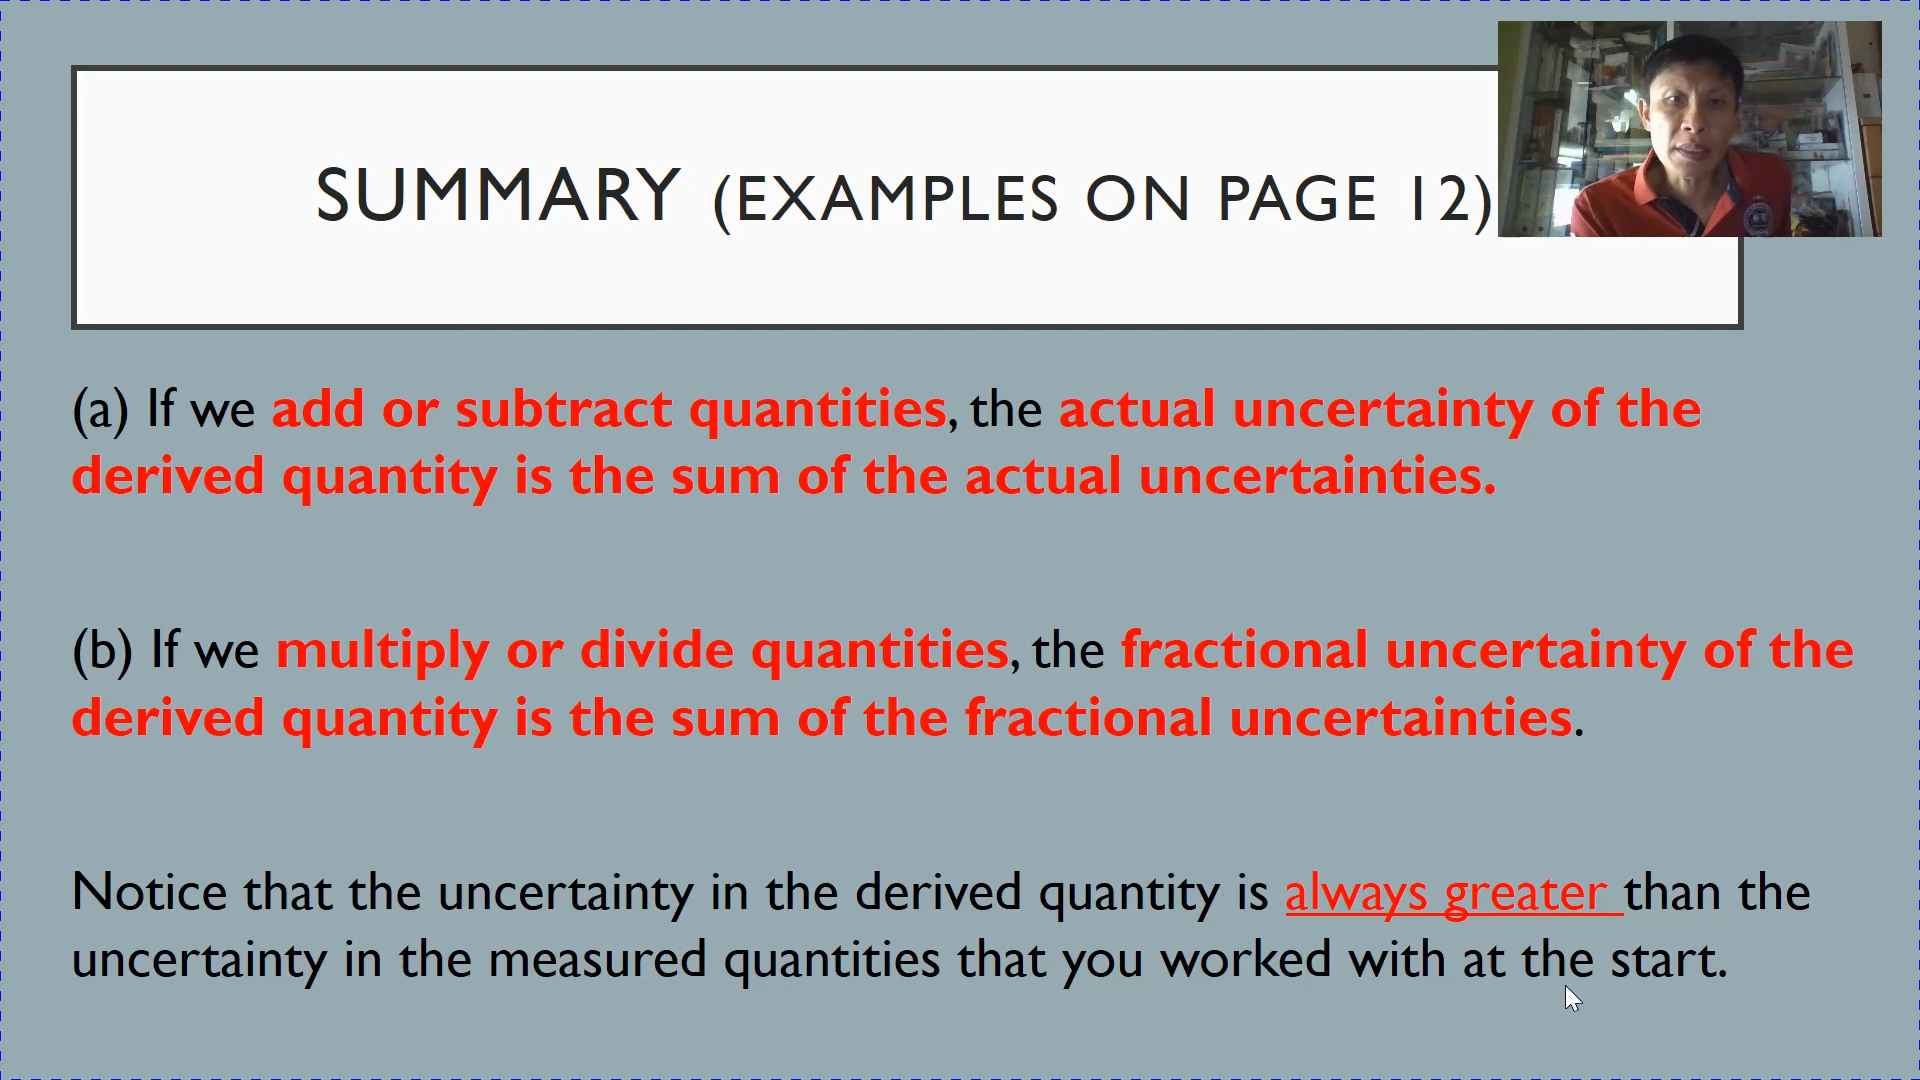 SUMMARY (EXAMPLES ON PAGE 12)
(a) If we add or subtract quantities, the actual uncertainty of the
derived quantity is the sum of the actual uncertainties.
(b) If we multiply or divide quantities, the fractional uncertainty of the
derived quantity is the sum of the fractional uncertainties.
Notice that the uncertainty in the derived quantity is always greater than the
uncertainty in the measured quantities that you worked with at the start.